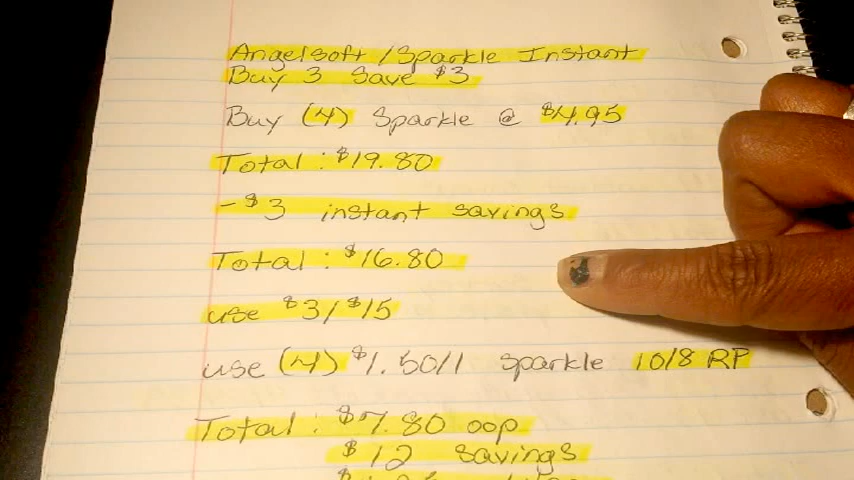 Angelsoft/Sparkle Instant
Buy 3 Save $3
Buy (4) Sparkle @ $4.95
Total: $19.80
-$3 instant savings
Total: $16.80
use $3/$15
use (4) $1.50/1 sparkle 10/8 RP
Total: $7.80 oop
$12 savings